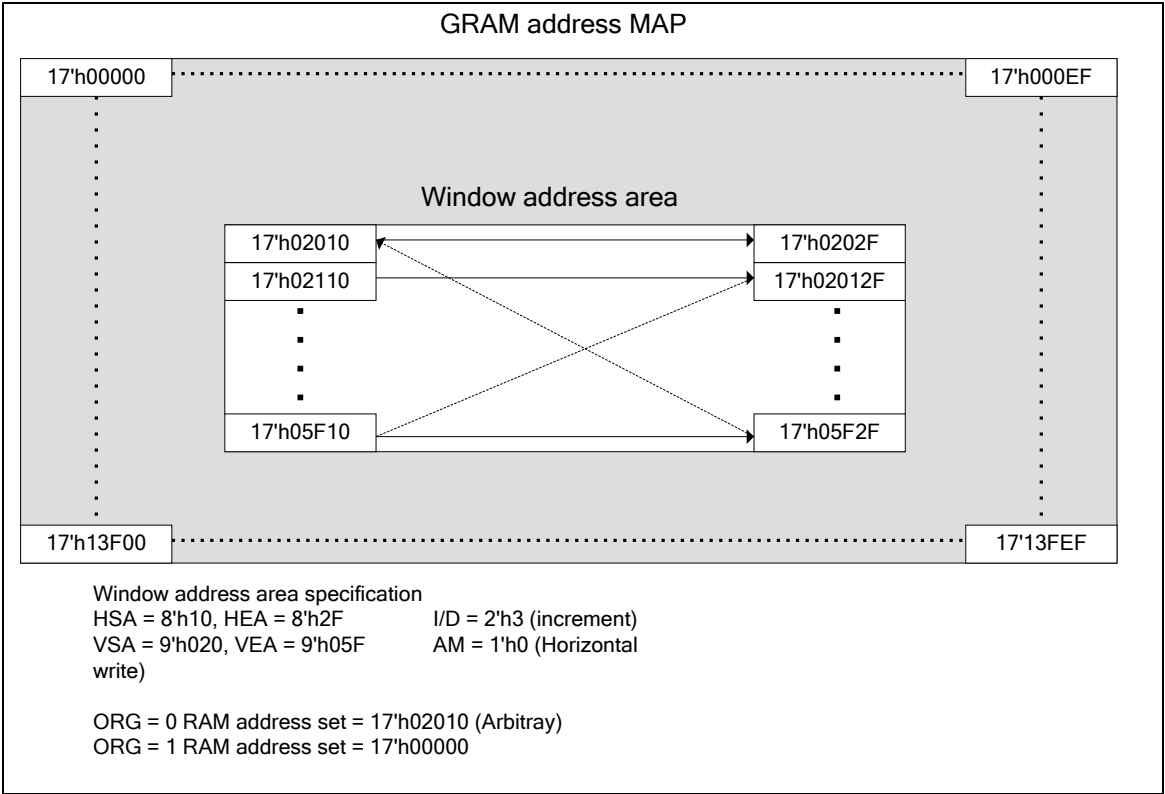 GRAM address MAP
17'h00000
17'h000EF
Window address area
17'h02010
17'h0202F
17'h02110
17'h02012F
17'h05F10
17'h05F2F
17'h13F00
17'13FEF
Window address area specification
HSA = 8'h10, HEA = 8'h2F I/D = 2'h3 (increment)
VSA = 9'h020, VEA = 9'h05F AM = 1'h0 (Horizontal
write)
ORG = 0 RAM address set = 17'h02010 (Arbitray)
ORG = 1 RAM address set = 17'h00000